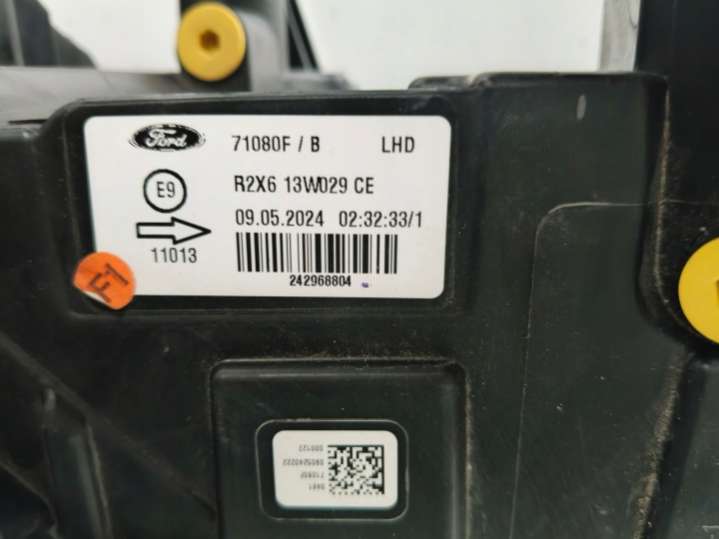 Ford 71080F / B LHD
E9 R2X6 13W029 CE
09.05.2024 02:32:33/1
11013
242968804
F